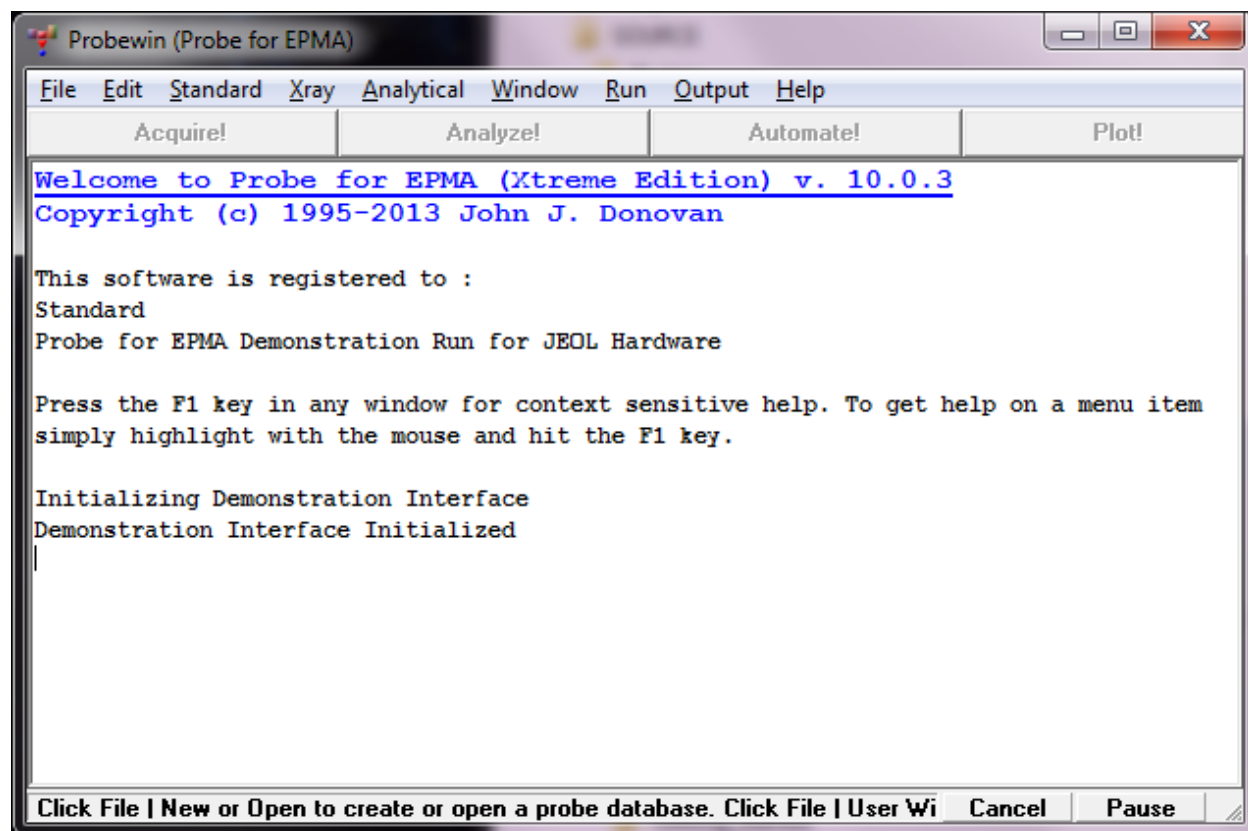 Probewin (Probe for EPMA)
File Edit Standard Xray Analytical Window Run Output Help
Acquire! Analyze! Automate! Plot!
Welcome to Probe for EPMA (Xtreme Edition) v. 10.0.3
Copyright (c) 1995-2013 John J. Donovan
This software is registered to :
Standard
Probe for EPMA Demonstration Run for JEOL Hardware
Press the F1 key in any window for context sensitive help. To get help on a menu item
simply highlight with the mouse and hit the F1 key.
Initializing Demonstration Interface
Demonstration Interface Initialized
Click File | New or Open to create or open a probe database. Click File | User Wi Cancel Pause